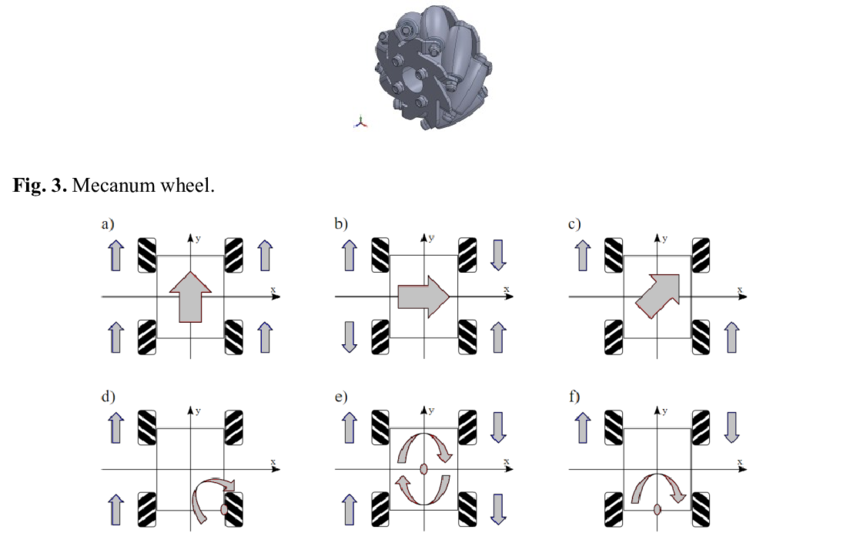 Fig. 3. Mecanum wheel.
a) b) c)
y y y
x x x
d) e) f)
y y y
x x x